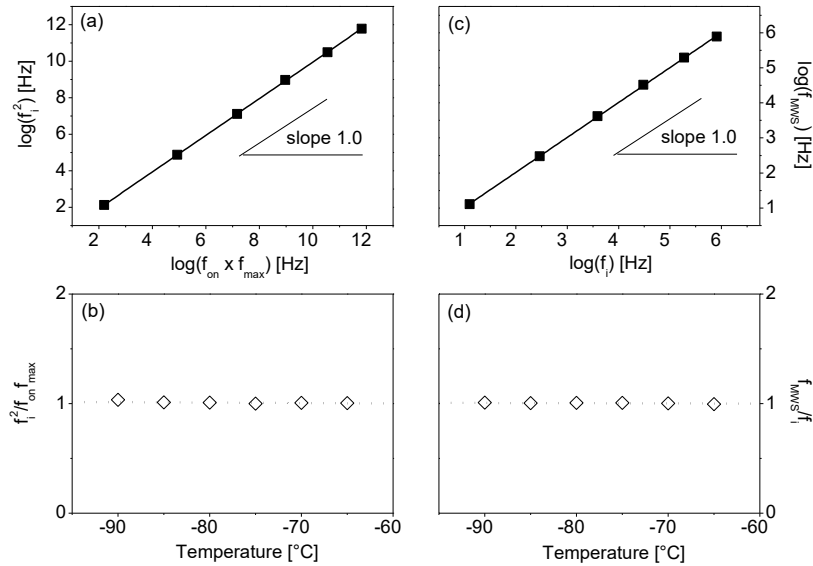 (a)
12
10
8
6
4
2
log(f_i^2) [Hz]
slope 1.0
2 4 6 8 10 12
log(f_on x f_max) [Hz]
(c)
6
5
4
3
2
1
log(f_MWS) [Hz]
slope 1.0
1 2 3 4 5 6
log(f_i) [Hz]
(b)
2
1
0
f_i^2/f_on f_max
-90 -80 -70 -60
Temperature [°C]
(d)
2
1
0
f_MWS/f_i
-90 -80 -70 -60
Temperature [°C]